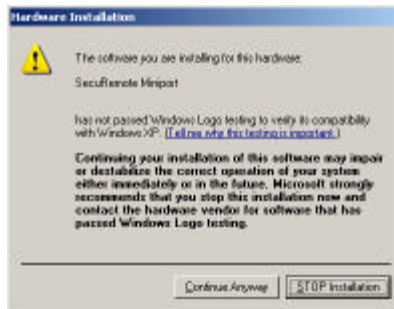 Hardware Installation
The software you are installing for this hardware:
SecuRemote Miniport
has not passed Windows Logo testing to verify its compatibility
with Windows XP. (Tell me why this testing is important.)
Continuing your installation of this software may impair
or destabilize the correct operation of your system
either immediately or in the future. Microsoft strongly
recommends that you stop this installation now and
contact the hardware vendor for software that has
passed Windows Logo testing.
Continue Anyway
STOP Installation